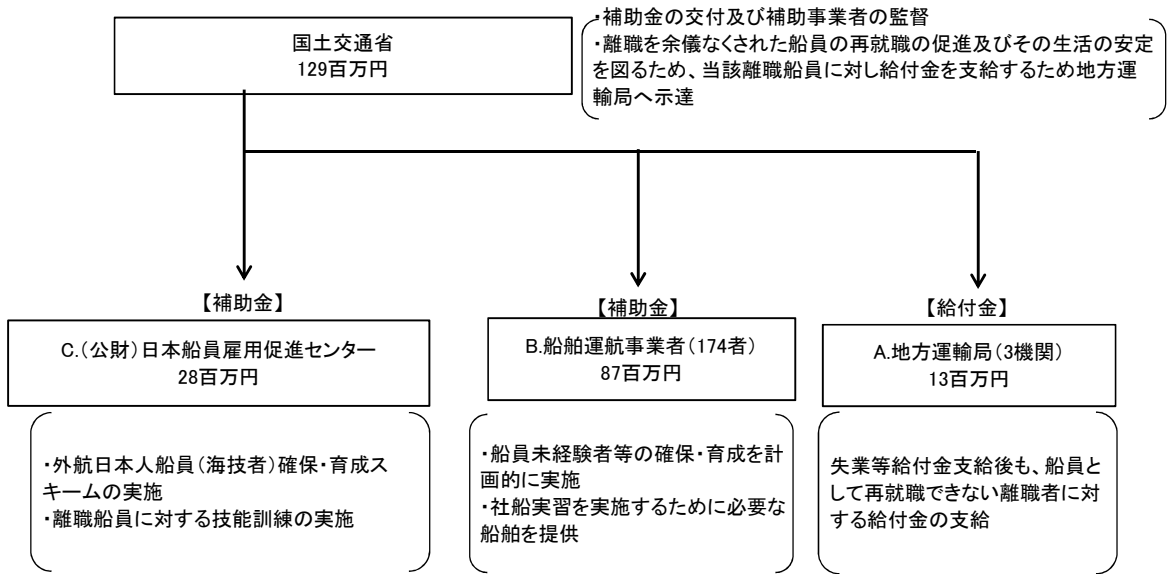 国土交通省
129百万円
・補助金の交付及び補助事業者の監督
・離職を余儀なくされた船員の再就職の促進及びその生活の安定
を図るため、当該離職船員に対し給付金を支給するため地方運
輸局へ示達
【補助金】
C.(公財)日本船員雇用促進センター
28百万円
・外航日本人船員(海技者)確保・育成ス
キームの実施
・離職船員に対する技能訓練の実施
【補助金】
B.船舶運航事業者(174者)
87百万円
・船員未経験者等の確保・育成を計
画的に実施
・社船実習を実施するために必要な
船舶を提供
【給付金】
A.地方運輸局(3機関)
13百万円
失業等給付金支給後も、船員とし
て再就職できない離職者に対
する給付金の支給